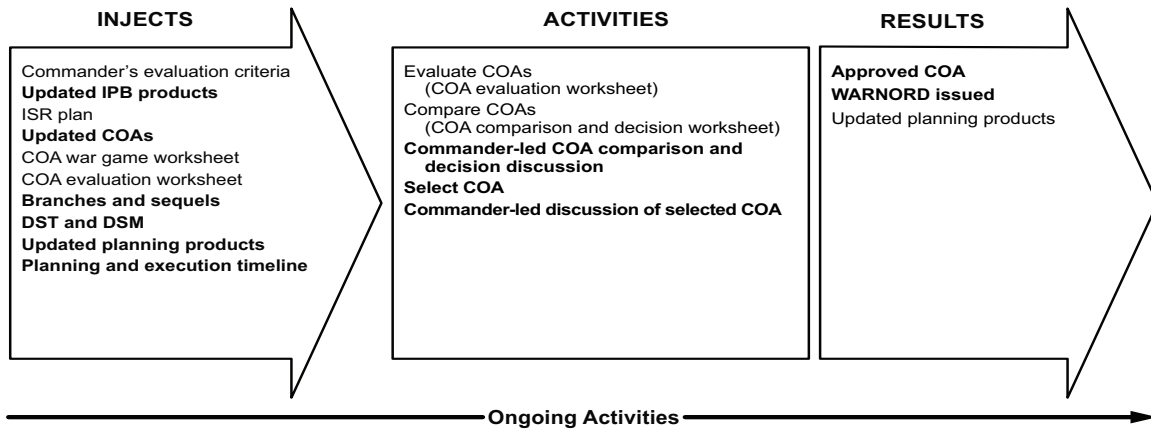 INJECTS
Commander’s evaluation criteria
Updated IPB products
ISR plan
Updated COAs
COA war game worksheet
COA evaluation worksheet
Branches and sequels
DST and DSM
Updated planning products
Planning and execution timeline
ACTIVITIES
Evaluate COAs
(COA evaluation worksheet)
Compare COAs
(COA comparison and decision worksheet)
Commander-led COA comparison and
decision discussion
Select COA
Commander-led discussion of selected COA
RESULTS
Approved COA
WARNORD issued
Updated planning products
Ongoing Activities